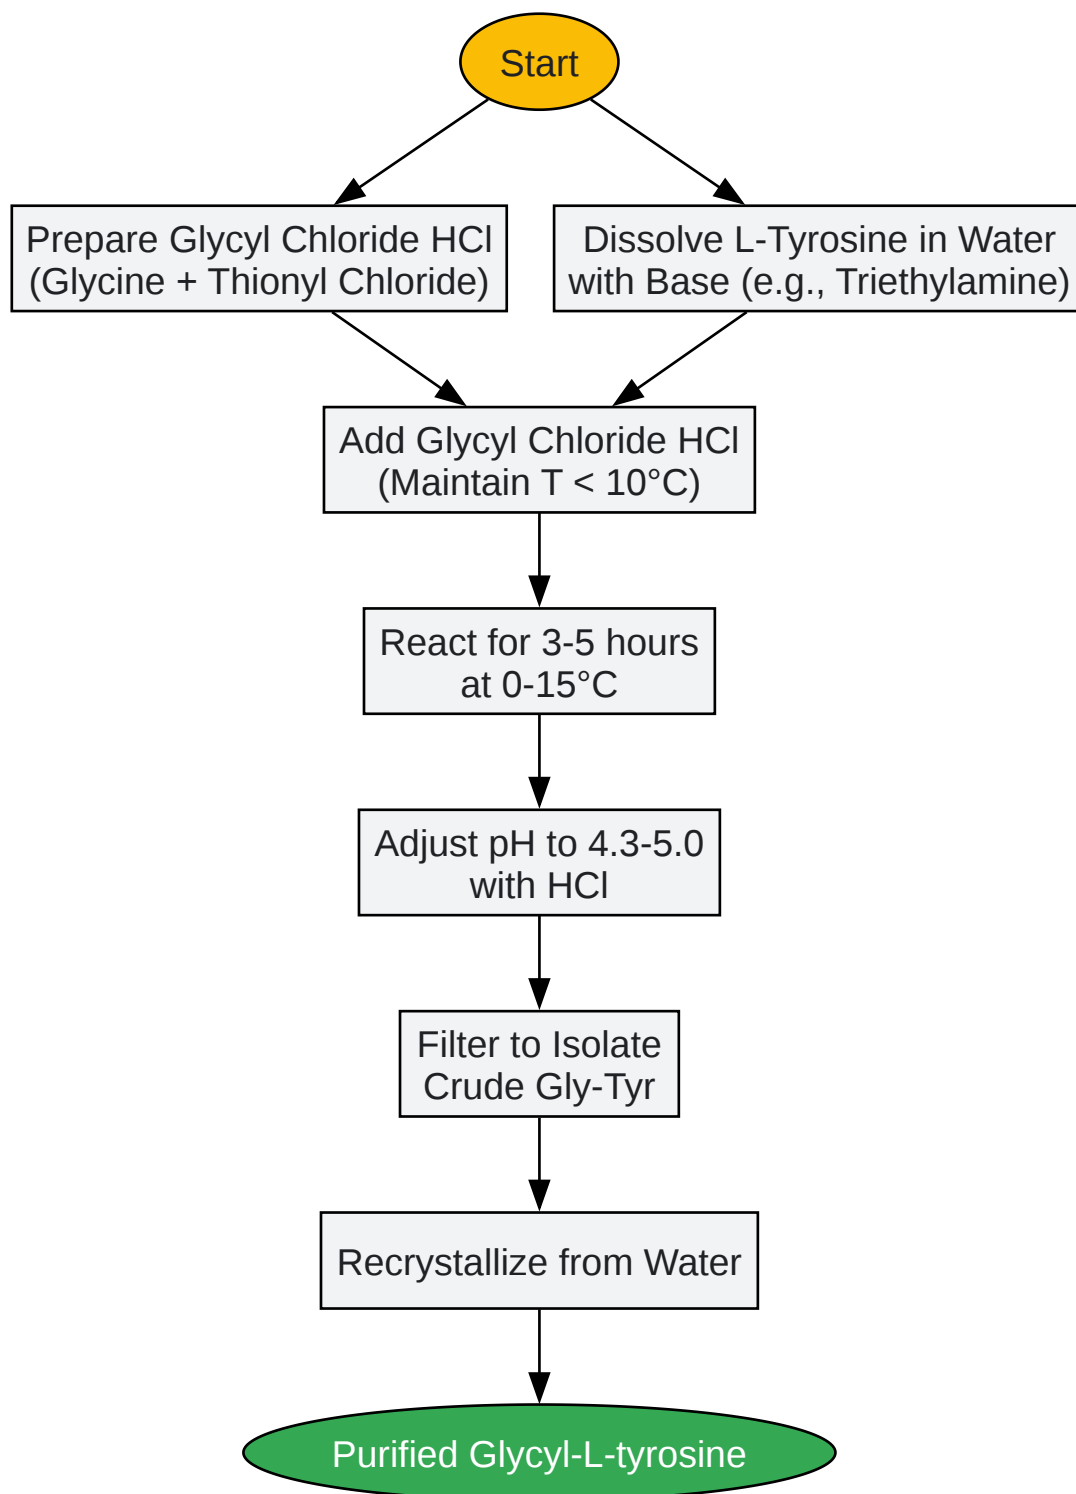 Start
Prepare Glycyl Chloride HCl
(Glycine + Thionyl Chloride)
Dissolve L-Tyrosine in Water
with Base (e.g., Triethylamine)
Add Glycyl Chloride HCl
(Maintain T < 10°C)
React for 3-5 hours
at 0-15°C
Adjust pH to 4.3-5.0
with HCl
Filter to Isolate
Crude Gly-Tyr
Recrystallize from Water
Purified Glycyl-L-tyrosine